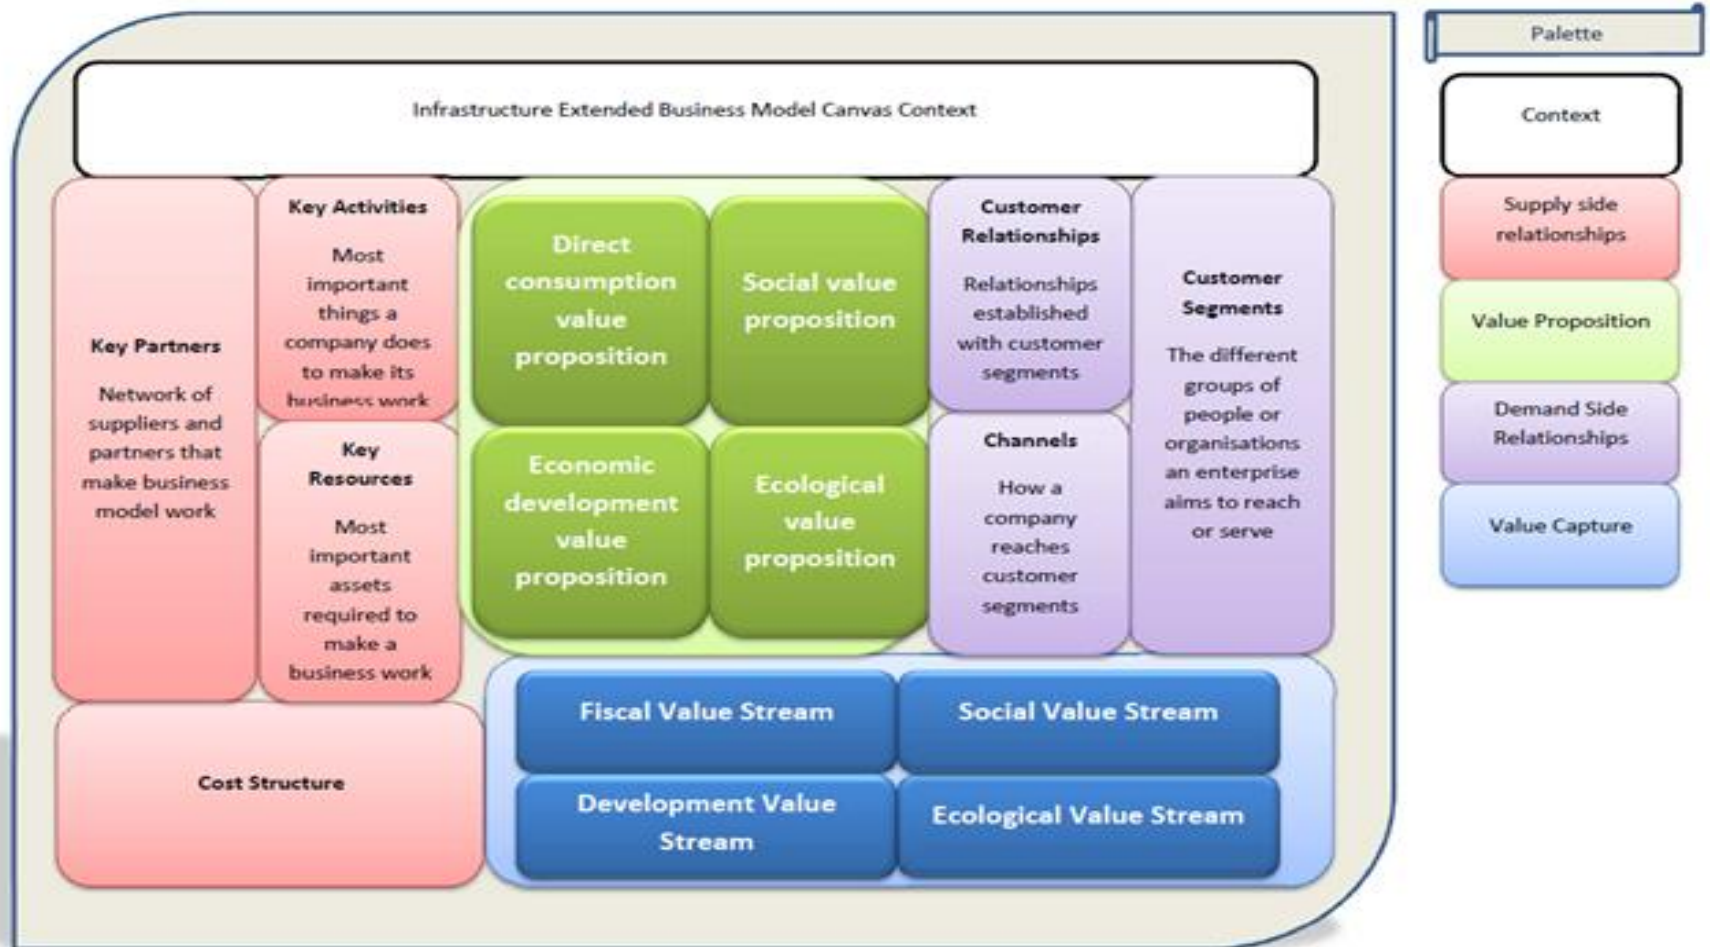 Infrastructure Extended Business Model Canvas Context
Key Partners
Network of
suppliers and
partners that
make business
model work
Key Activities
Most
important
things a
company does
to make its
business work
Key
Resources
Most
important
assets
required to
make a
business work
Direct
consumption
value
proposition
Social value
proposition
Economic
development
value
proposition
Ecological
value
proposition
Customer
Relationships
Relationships
established
with customer
segments
Channels
How a
company
reaches
customer
segments
Customer
Segments
The different
groups of
people or
organisations
an enterprise
aims to reach
or serve
Cost Structure
Fiscal Value Stream
Social Value Stream
Development Value
Stream
Ecological Value Stream
Palette
Context
Supply side
relationships
Value Proposition
Demand Side
Relationships
Value Capture